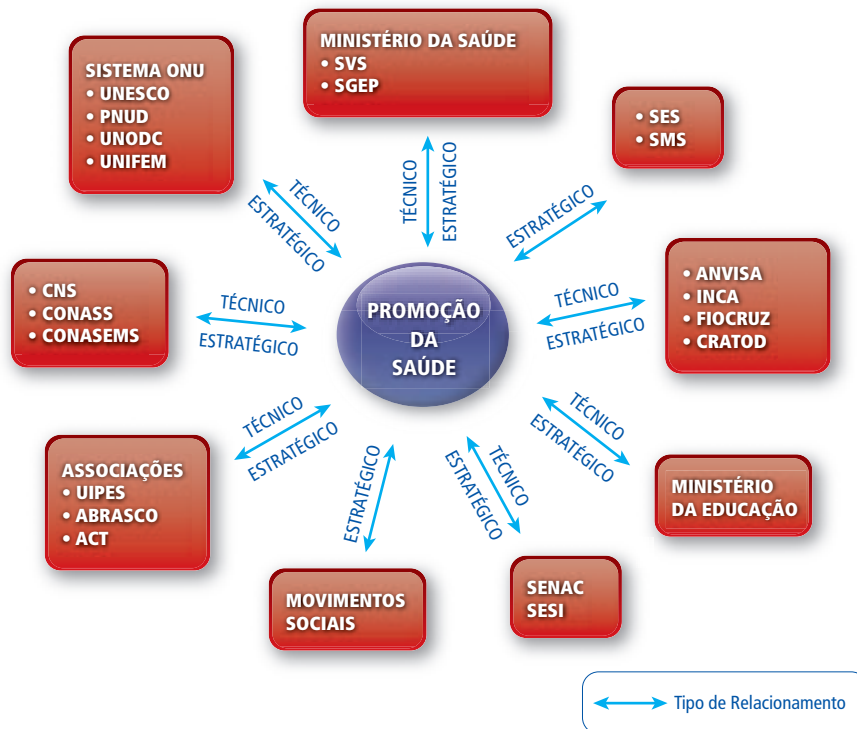 MINISTÉRIO DA SAÚDE
• SVS
• SGEP
SISTEMA ONU
• UNESCO
• PNUD
• UNODC
• UNIFEM
• SES
• SMS
TÉCNICO
ESTRATÉGICO
TÉCNICO
ESTRATÉGICO
ESTRATÉGICO
• CNS
• CONASS
• CONASEMS
TÉCNICO
ESTRATÉGICO
PROMOÇÃO
DA
SAÚDE
TÉCNICO
ESTRATÉGICO
• ANVISA
• INCA
• FIOCRUZ
• CRATOD
TÉCNICO
ESTRATÉGICO
ESTRATÉGICO
TÉCNICO
ESTRATÉGICO
TÉCNICO
ESTRATÉGICO
ASSOCIAÇÕES
• UIPES
• ABRASCO
• ACT
MINISTÉRIO
DA EDUCAÇÃO
MOVIMENTOS
SOCIAIS
SENAC
SESI
Tipo de Relacionamento